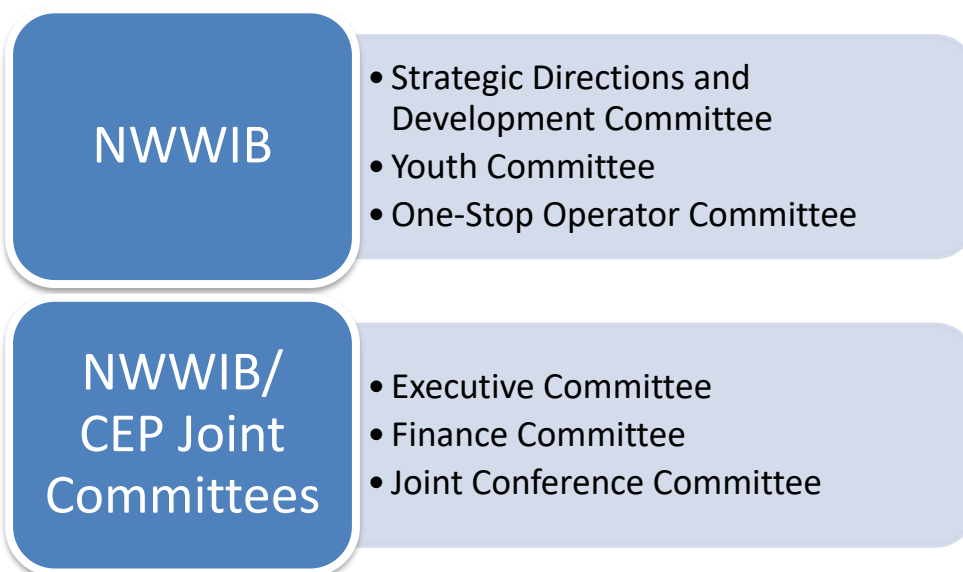 NWWIB
• Strategic Directions and
Development Committee
• Youth Committee
• One-Stop Operator Committee
NWWIB/
CEP Joint
Committees
• Executive Committee
• Finance Committee
• Joint Conference Committee